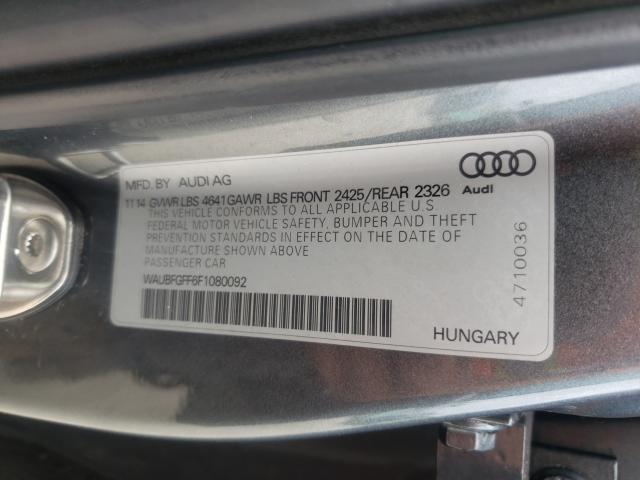 MFD. BY AUDI AG
11 14 GVWR LBS 4641 GAWR LBS FRONT 2425/REAR 2326
THIS VEHICLE CONFORMS TO ALL APPLICABLE U.S
FEDERAL MOTOR VEHICLE SAFETY, BUMPER AND THEFT
PREVENTION STANDARDS IN EFFECT ON THE DATE OF
MANUFACTURE SHOWN ABOVE
PASSENGER CAR
WAUBFGFF6F1080092
Audi
4710036
HUNGARY